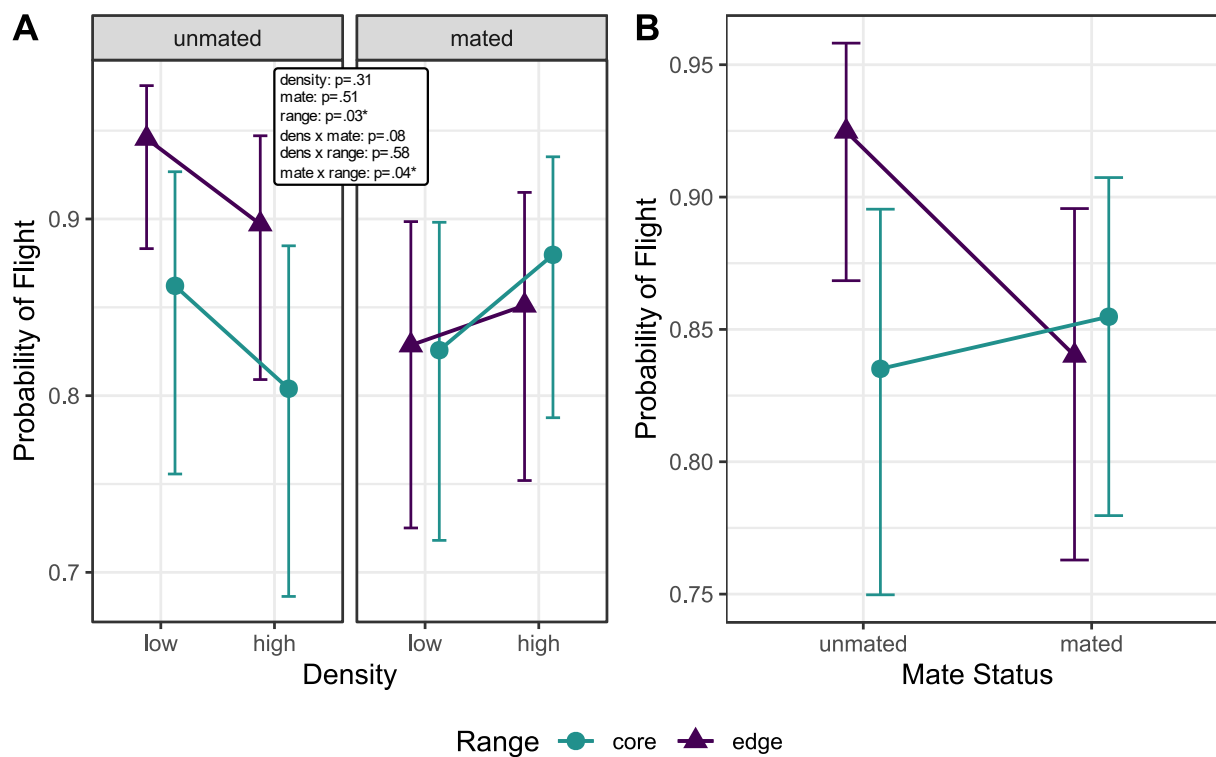 A
unmated
mated
density: p=.31
mate: p=.51
range: p=.03*
dens x mate: p=.08
dens x range: p=.58
mate x range: p=.04*
Probability of Flight
0.9
0.8
0.7
low
high
low
high
Density
B
Probability of Flight
0.95
0.90
0.85
0.80
0.75
unmated
mated
Mate Status
Range
core
edge